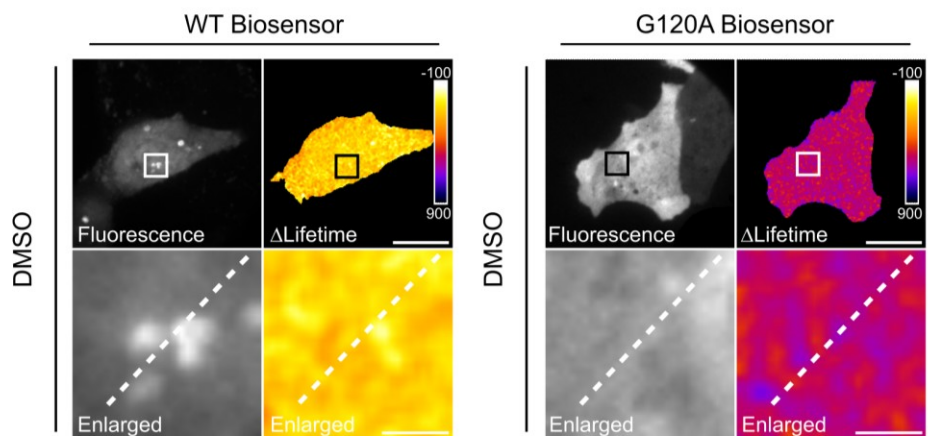 WT Biosensor
G120A Biosensor
DMSO
Fluorescence
ΔLifetime
-100
900
Enlarged
Enlarged
DMSO
Fluorescence
ΔLifetime
-100
900
Enlarged
Enlarged